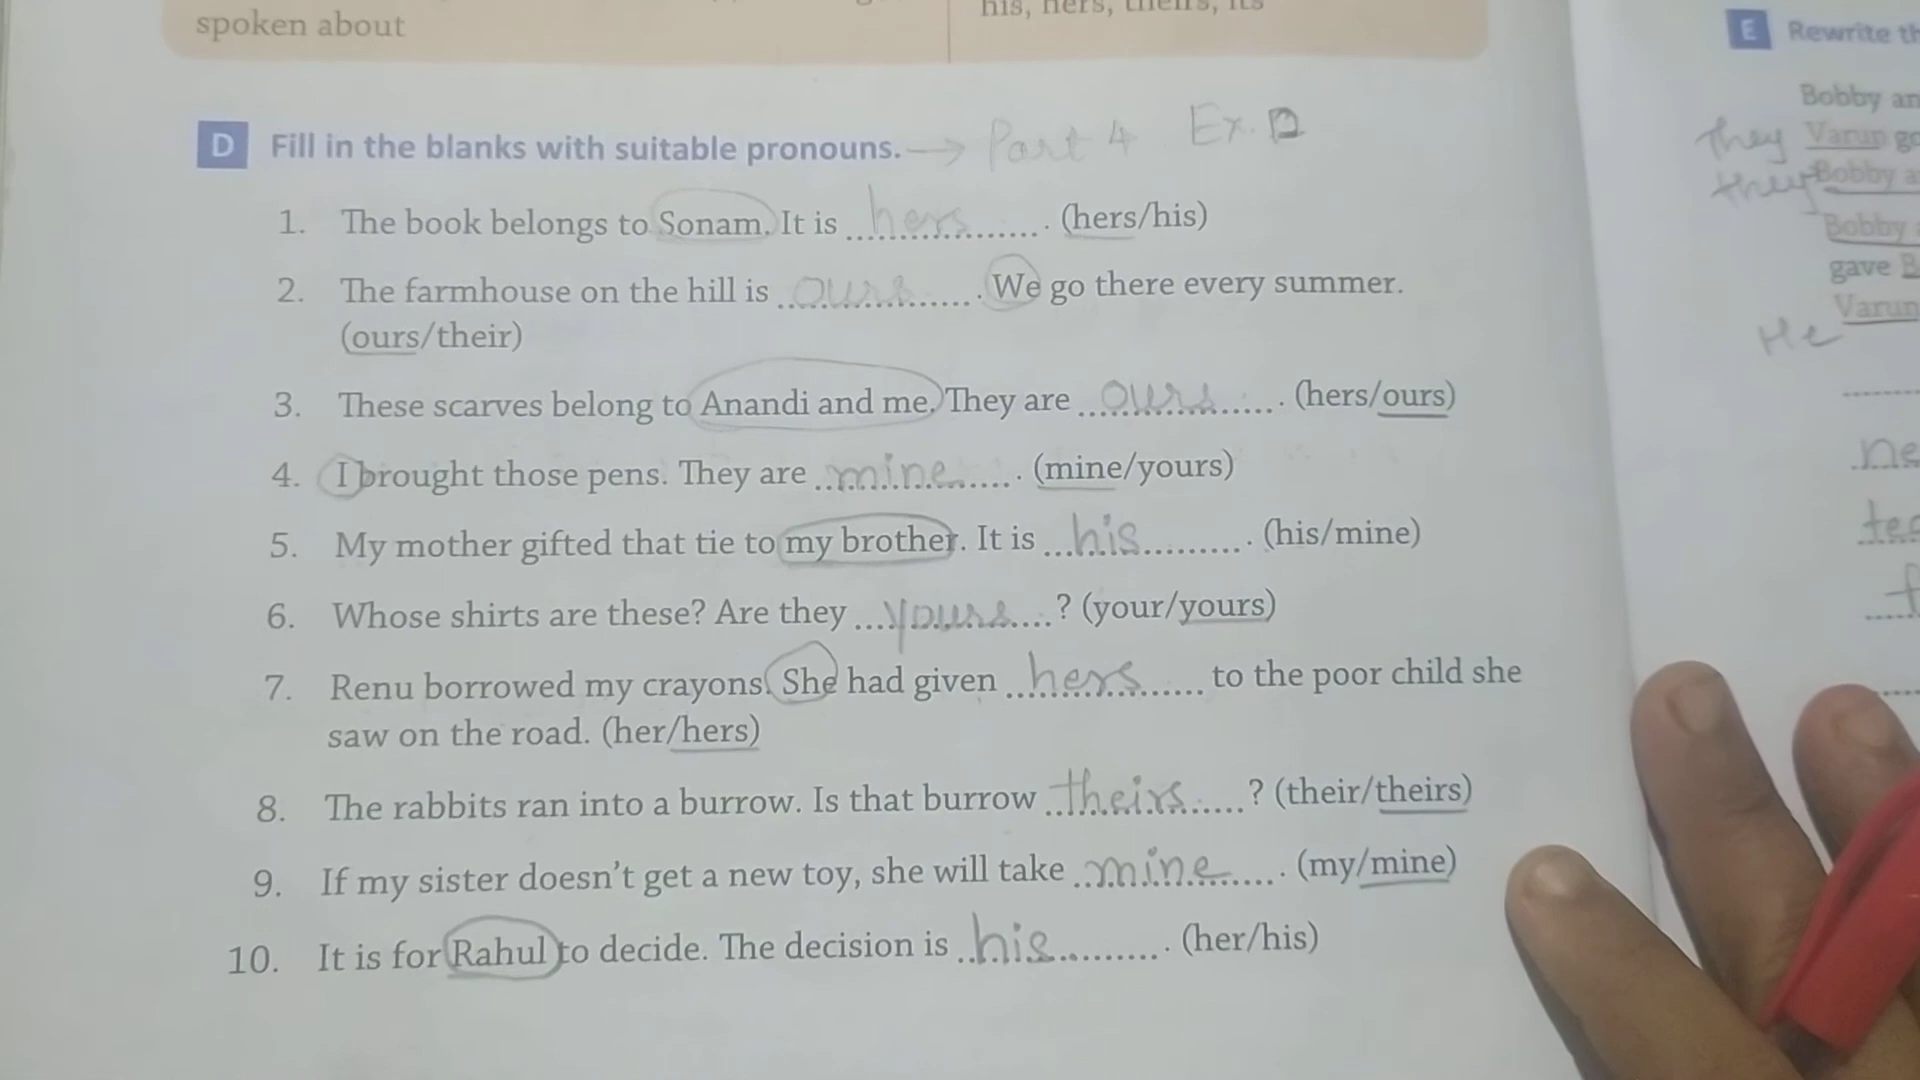 spoken about
his, hers, theirs, its
D Fill in the blanks with suitable pronouns. → Part 4 Ex. D
1. The book belongs to Sonam. It is hers. (hers/his)
2. The farmhouse on the hill is ours. We go there every summer.
(ours/their)
3. These scarves belong to Anandi and me. They are ours. (hers/ours)
4. I brought those pens. They are mine. (mine/yours)
5. My mother gifted that tie to my brother. It is his. (his/mine)
6. Whose shirts are these? Are they yours? (your/yours)
7. Renu borrowed my crayons. She had given hers to the poor child she
saw on the road. (her/hers)
8. The rabbits ran into a burrow. Is that burrow theirs? (their/theirs)
9. If my sister doesn't get a new toy, she will take mine. (my/mine)
10. It is for Rahul to decide. The decision is his. (her/his)
E Rewrite
Bobby
They Varun
they Bobby
Bobby
gave
Varun
He